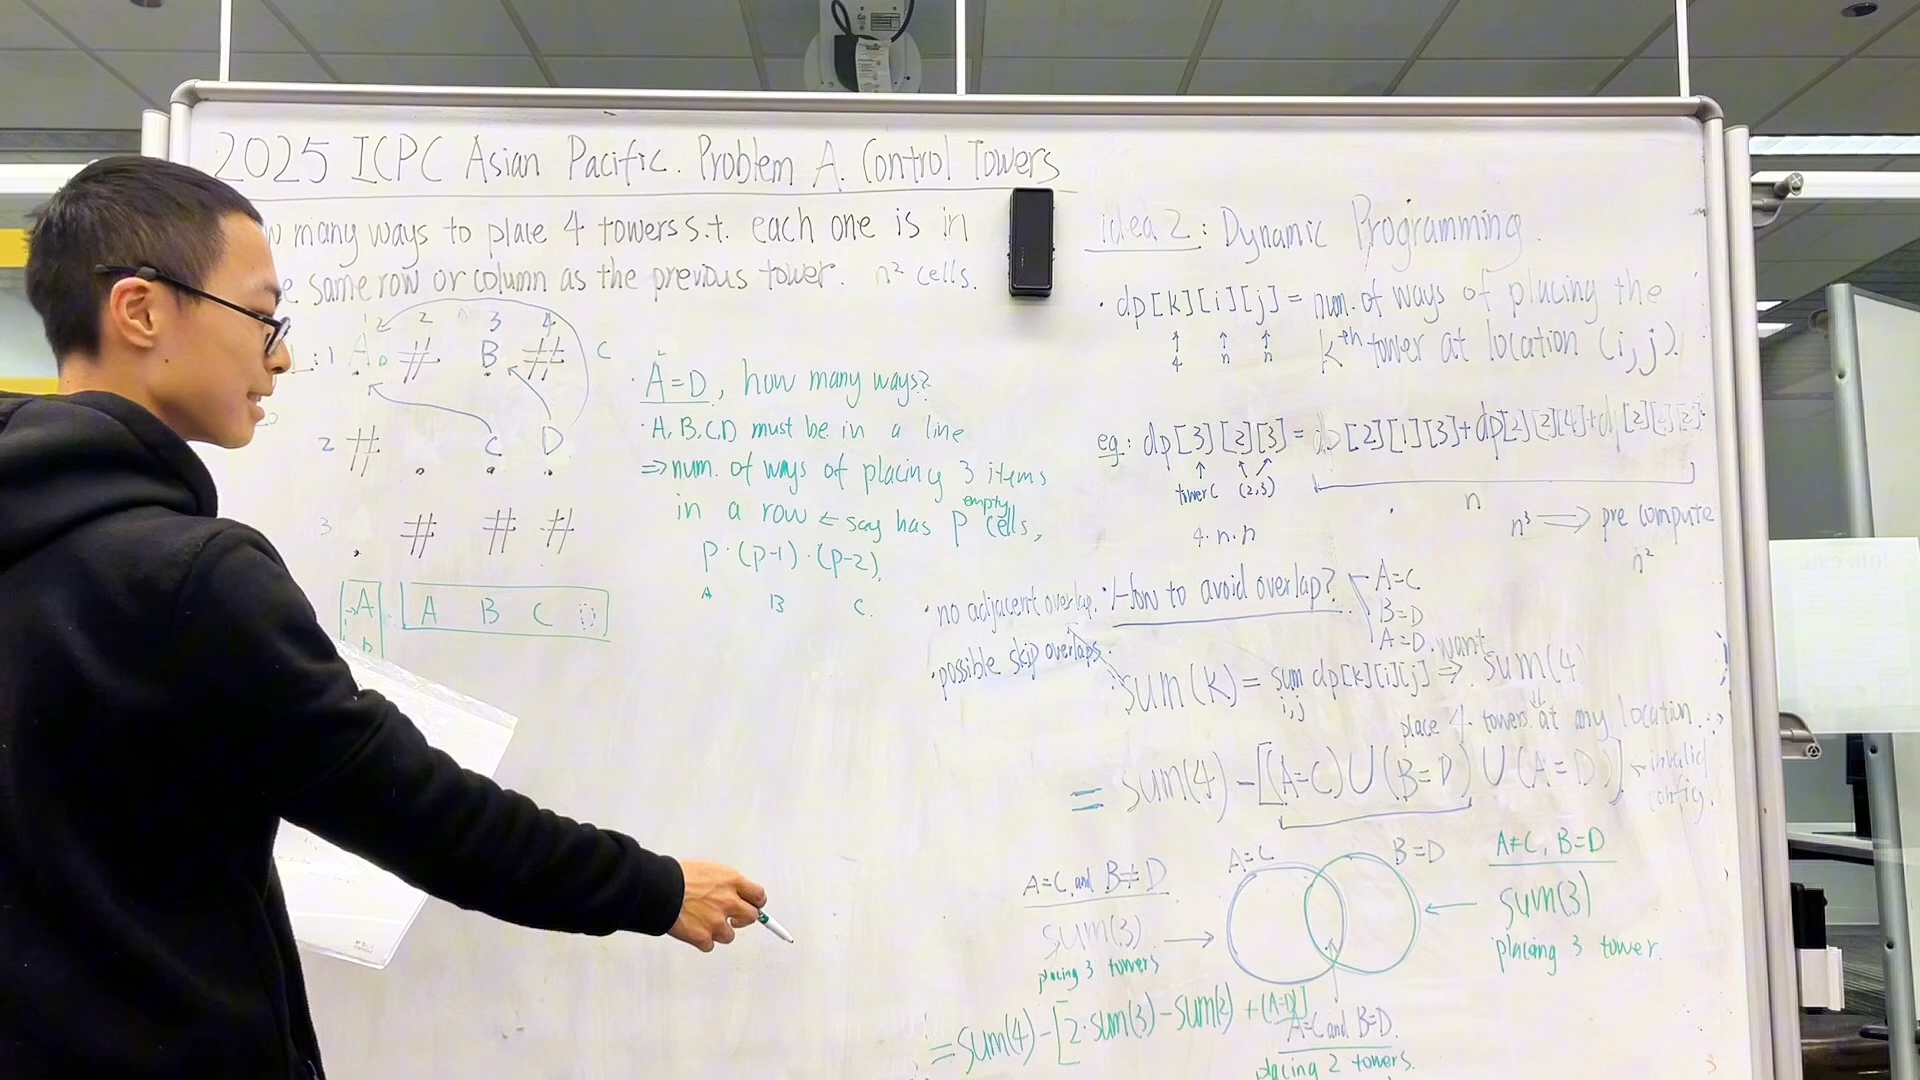 2025 ICPC Asian Pacific. Problem A. Control Towers
w many ways to place 4 towers s.t. each one is in
e same row or column as the previous tower. n² cells.
1 2 3 4
1 A D # B # C
2 # C D
3 # # #
A
D
A B C D
· A=D, how many ways?
· A, B, C, D must be in a line
⇒ num. of ways of placing 3 items
in a row ← say has P empty cells,
P · (P-1) · (P-2).
A B C.
idea 2: Dynamic Programming.
· dp[k][i][j] = num. of ways of placing the
kth tower at location (i,j).
4 n n
eg: dp[3][2][3] = dp[2][1][3]+dp[2][2][4]+dp[2][2][2].
tower C (2,3)
n
n³ ⟹ pre compute
n²
4·n·n
· no adjacent overlap.
· possible skip overlaps.
· How to avoid overlap?
A=C
B=D
A=D.
want
· sum(k) = sum dp[k][i][j] ⇒ sum(4)
i,j
place 4 towers at any location.
= sum(4) - [(A=C) U (B=D) U (A=D)] ← invalid
config.
A=C and B≠D
sum(3) →
placing 3 towers
A=C
B=D
A≠C, B=D
← sum(3)
placing 3 tower.
= sum(4) - [2·sum(3) - sum(2) + (A=D)]
A=C and B=D.
placing 2 towers.
3